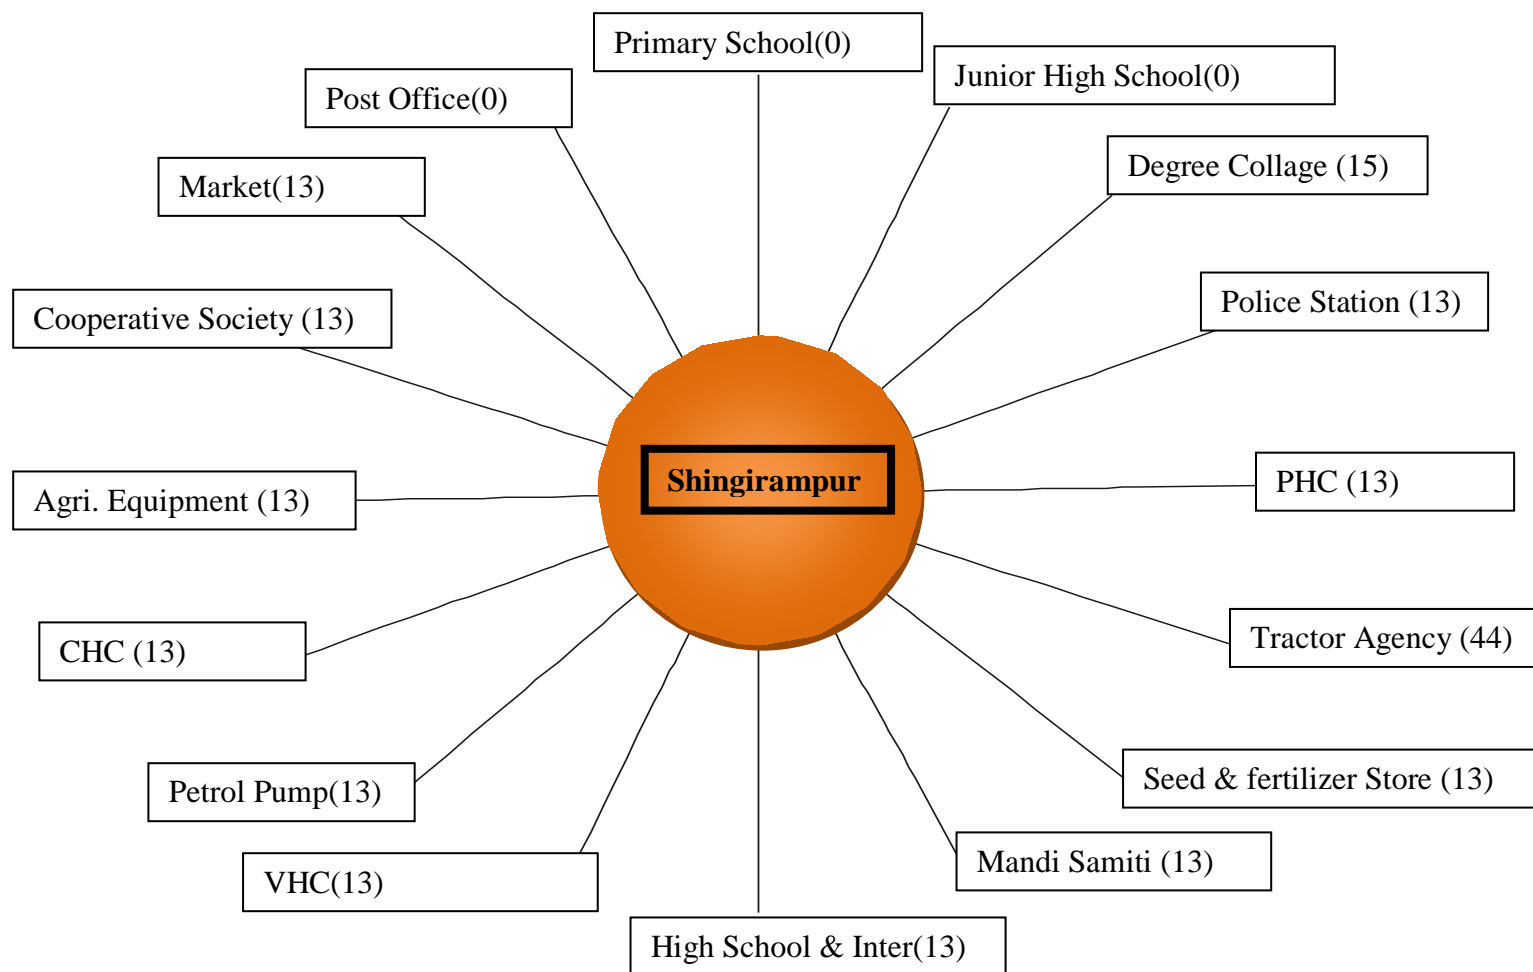 Primary School(0)
Junior High School(0)
Post Office(0)
Degree Collage (15)
Market(13)
Police Station (13)
Cooperative Society (13)
Shingirampur
PHC (13)
Agri. Equipment (13)
Tractor Agency (44)
CHC (13)
Seed & fertilizer Store (13)
Petrol Pump(13)
Mandi Samiti (13)
VHC(13)
High School & Inter(13)